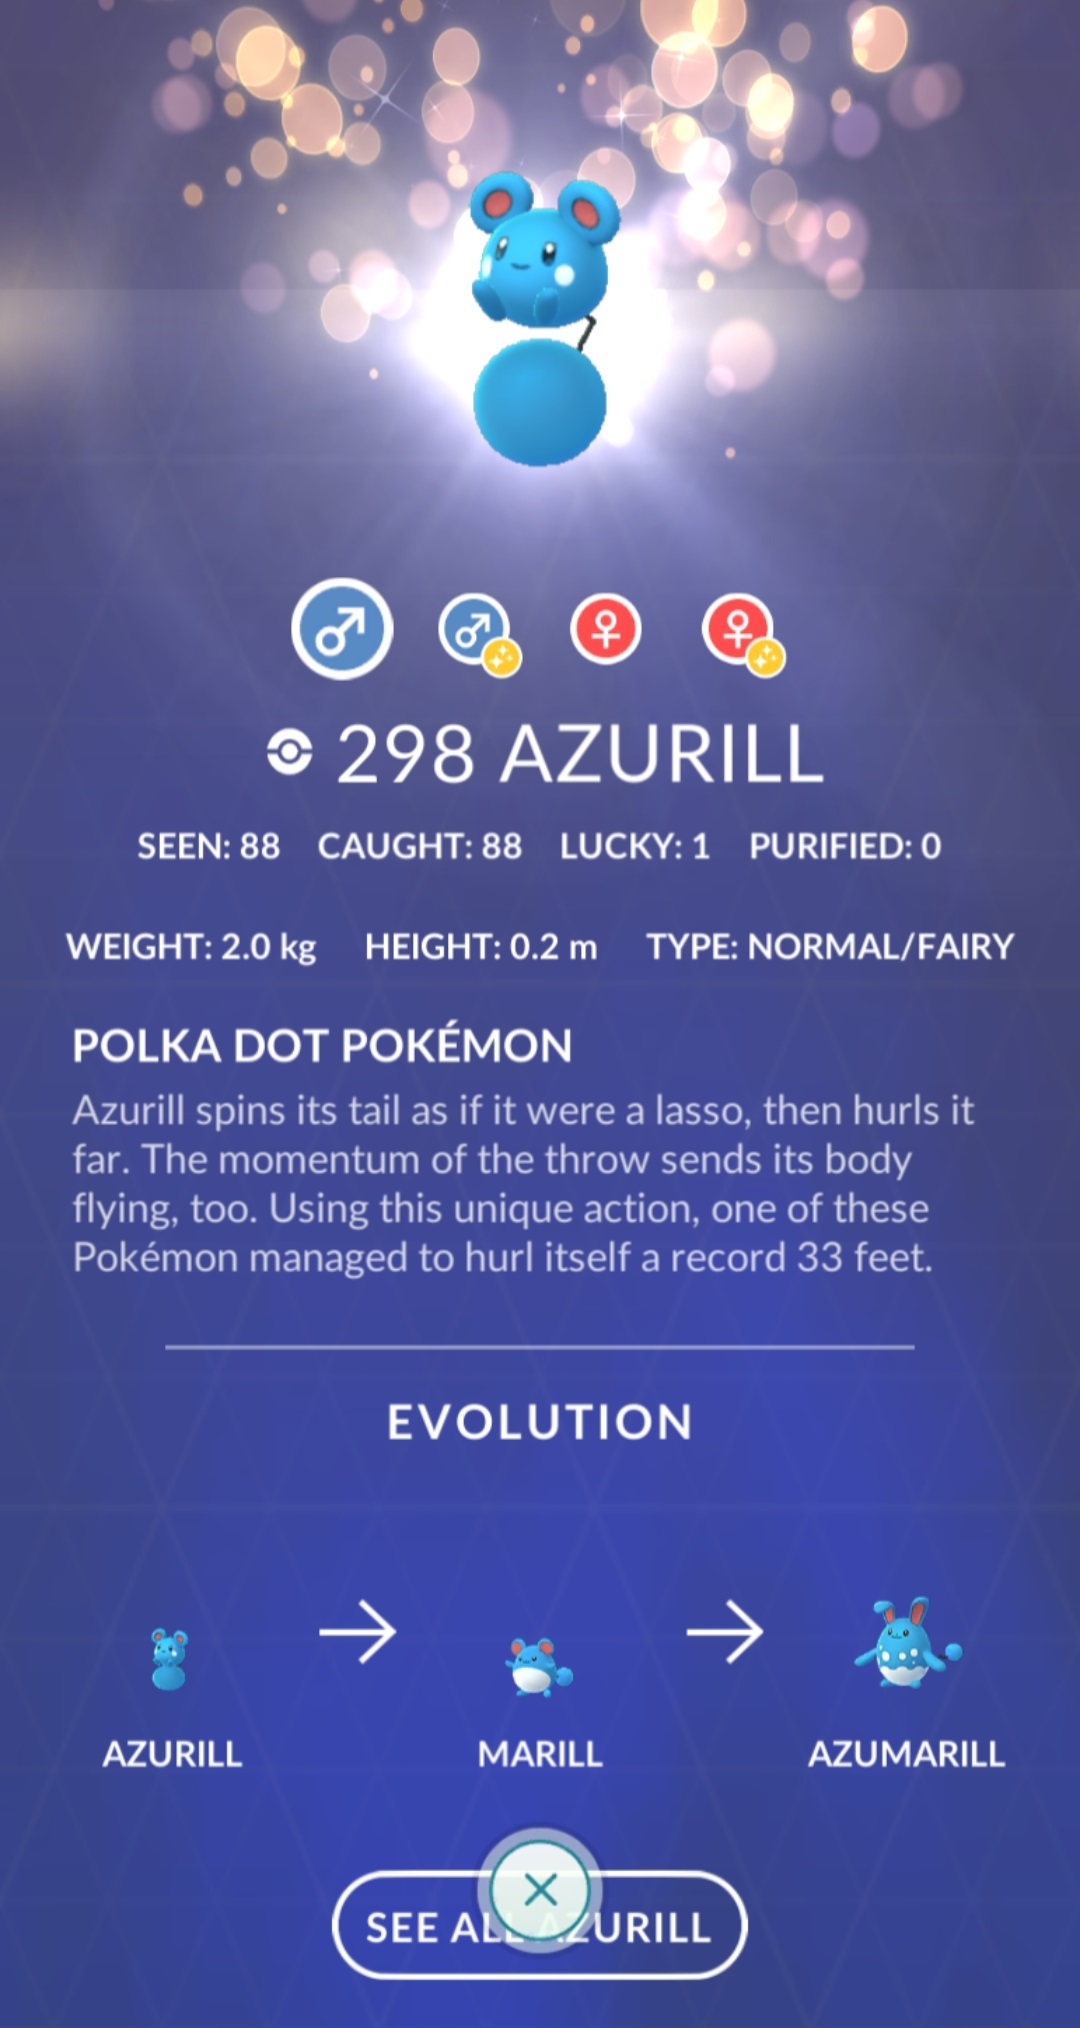 298 AZURILL
SEEN: 88 CAUGHT: 88 LUCKY: 1 PURIFIED: 0
WEIGHT: 2.0 kg HEIGHT: 0.2 m TYPE: NORMAL/FAIRY
POLKA DOT POKÉMON
Azurill spins its tail as if it were a lasso, then hurls it
far. The momentum of the throw sends its body
flying, too. Using this unique action, one of these
Pokémon managed to hurl itself a record 33 feet.
EVOLUTION
AZURILL MARILL AZUMARILL
SEE ALL AZURILL